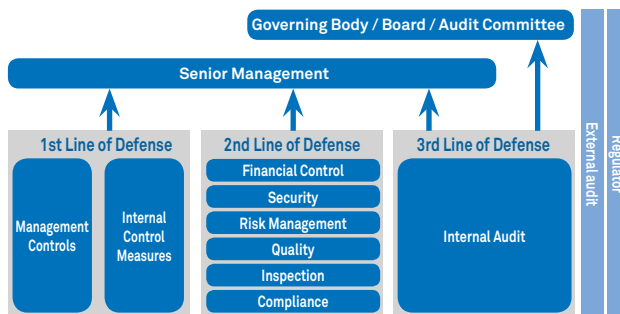 Governing Body / Board / Audit Committee
Senior Management
1st Line of Defense
Management
Controls
Internal
Control
Measures
2nd Line of Defense
Financial Control
Security
Risk Management
Quality
Inspection
Compliance
3rd Line of Defense
Internal Audit
External audit
Regulator